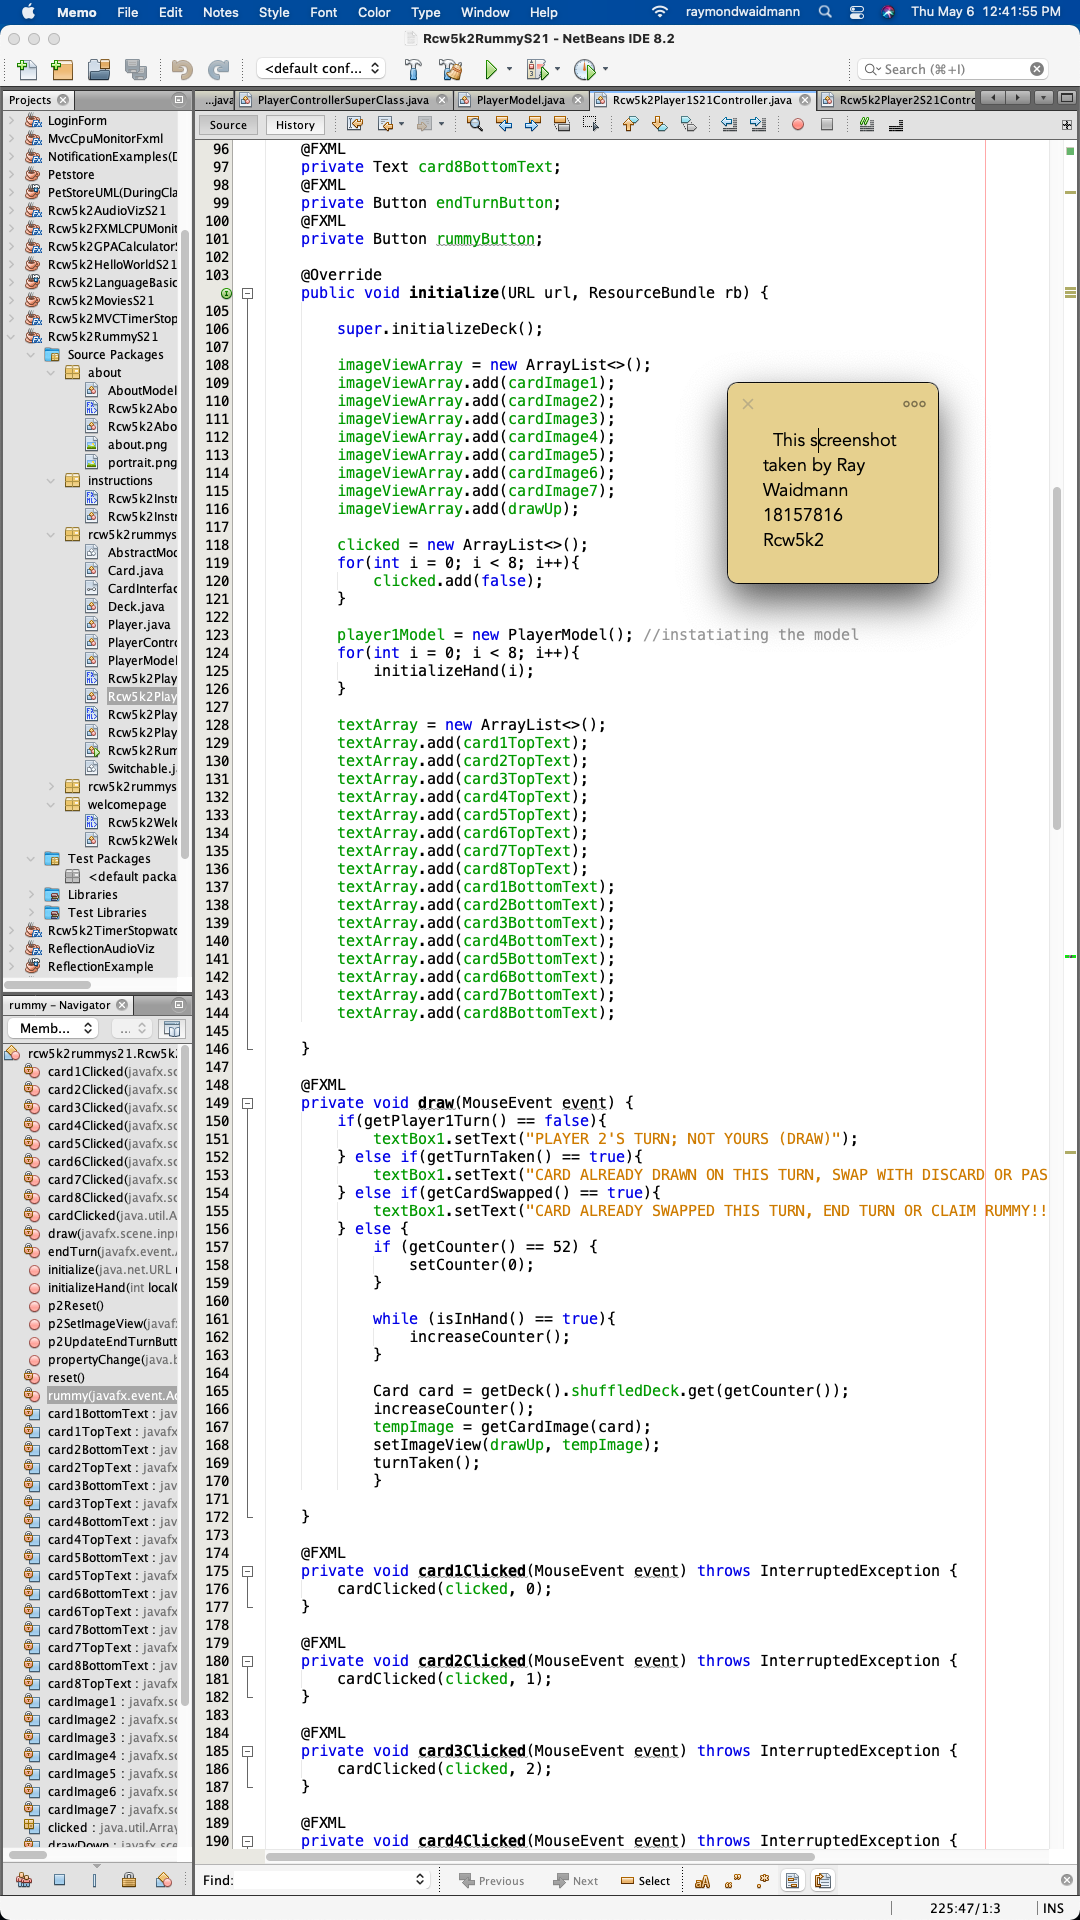 Memo File Edit Notes Style Font Color Type Window Help raymondwaidmann Thu May 6 12:41:55 PM
Rcw5k2RummyS21 - NetBeans IDE 8.2
<default conf... Search (⌘+I)
Projects
...java PlayerControllerSuperClass.java PlayerModel.java Rcw5k2Player1S21Controller.java Rcw5k2Player2S21Contro
Source History
LoginForm
MvcCpuMonitorFxml
NotificationExamples(D
Petstore
PetStoreUML(DuringCla
Rcw5k2AudioVizS21
Rcw5k2FXMLCPUMonit
Rcw5k2GPACalculatorS
Rcw5k2HelloWorldS21
Rcw5k2LanguageBasic
Rcw5k2MoviesS21
Rcw5k2MVCTimerStop
Rcw5k2RummyS21
Source Packages
about
AboutModel
Rcw5k2Abo
Rcw5k2Abo
about.png
portrait.png
instructions
Rcw5k2Instr
Rcw5k2Instr
rcw5k2rummys
AbstractMod
Card.java
CardInterfac
Deck.java
Player.java
PlayerContro
PlayerModel
Rcw5k2Play
Rcw5k2Play
Rcw5k2Play
Rcw5k2Play
Rcw5k2Rum
Switchable.j
rcw5k2rummys
welcomepage
Rcw5k2Welc
Rcw5k2Welc
Test Packages
<default packa
Libraries
Test Libraries
Rcw5k2TimerStopwatc
ReflectionAudioViz
ReflectionExample
rummy - Navigator
Memb... ...
rcw5k2rummys21.Rcw5k2
card1Clicked(javafx.sc
card2Clicked(javafx.sc
card3Clicked(javafx.sc
card4Clicked(javafx.sc
card5Clicked(javafx.sc
card6Clicked(javafx.sc
card7Clicked(javafx.sc
card8Clicked(javafx.sc
cardClicked(java.util.A
draw(javafx.scene.inpu
endTurn(javafx.event.A
initialize(java.net.URL u
initializeHand(int localC
p2Reset()
p2SetImageView(javaf
p2UpdateEndTurnButt
propertyChange(java.b
reset()
rummy(javafx.event.Ac
card1BottomText : jav
card1TopText : javafx
card2BottomText : jav
card2TopText : javafx
card3BottomText : jav
card3TopText : javafx
card4BottomText : jav
card4TopText : javafx
card5BottomText : jav
card5TopText : javafx
card6BottomText : jav
card6TopText : javafx
card7BottomText : jav
card7TopText : javafx
card8BottomText : jav
card8TopText : javafx
cardImage1 : javafx.sc
cardImage2 : javafx.sc
cardImage3 : javafx.sc
cardImage4 : javafx.sc
cardImage5 : javafx.sc
cardImage6 : javafx.sc
cardImage7 : javafx.sc
clicked : java.util.Array
drawDown : javafx.sce
96 @FXML
97 private Text card8BottomText;
98 @FXML
99 private Button endTurnButton;
100 @FXML
101 private Button rummyButton;
102
103 @Override
public void initialize(URL url, ResourceBundle rb) {
105
106 super.initializeDeck();
107
108 imageViewArray = new ArrayList<>();
109 imageViewArray.add(cardImage1);
110 imageViewArray.add(cardImage2);
111 imageViewArray.add(cardImage3);
112 imageViewArray.add(cardImage4);
113 imageViewArray.add(cardImage5);
114 imageViewArray.add(cardImage6);
115 imageViewArray.add(cardImage7);
116 imageViewArray.add(drawUp);
117
118 clicked = new ArrayList<>();
119 for(int i = 0; i < 8; i++){
120 clicked.add(false);
121 }
122
123 player1Model = new PlayerModel(); //instatiating the model
124 for(int i = 0; i < 8; i++){
125 initializeHand(i);
126 }
127
128 textArray = new ArrayList<>();
129 textArray.add(card1TopText);
130 textArray.add(card2TopText);
131 textArray.add(card3TopText);
132 textArray.add(card4TopText);
133 textArray.add(card5TopText);
134 textArray.add(card6TopText);
135 textArray.add(card7TopText);
136 textArray.add(card8TopText);
137 textArray.add(card1BottomText);
138 textArray.add(card2BottomText);
139 textArray.add(card3BottomText);
140 textArray.add(card4BottomText);
141 textArray.add(card5BottomText);
142 textArray.add(card6BottomText);
143 textArray.add(card7BottomText);
144 textArray.add(card8BottomText);
145
146 }
147
148 @FXML
149 private void draw(MouseEvent event) {
150 if(getPlayer1Turn() == false){
151 textBox1.setText("PLAYER 2'S TURN; NOT YOURS (DRAW)");
152 } else if(getTurnTaken() == true){
153 textBox1.setText("CARD ALREADY DRAWN ON THIS TURN, SWAP WITH DISCARD OR PAS
154 } else if(getCardSwapped() == true){
155 textBox1.setText("CARD ALREADY SWAPPED THIS TURN, END TURN OR CLAIM RUMMY!!
156 } else {
157 if (getCounter() == 52) {
158 setCounter(0);
159 }
160
161 while (isInHand() == true){
162 increaseCounter();
163 }
164
165 Card card = getDeck().shuffledDeck.get(getCounter());
166 increaseCounter();
167 tempImage = getCardImage(card);
168 setImageView(drawUp, tempImage);
169 turnTaken();
170 }
171
172 }
173
174 @FXML
175 private void card1Clicked(MouseEvent event) throws InterruptedException {
176 cardClicked(clicked, 0);
177 }
178
179 @FXML
180 private void card2Clicked(MouseEvent event) throws InterruptedException {
181 cardClicked(clicked, 1);
182 }
183
184 @FXML
185 private void card3Clicked(MouseEvent event) throws InterruptedException {
186 cardClicked(clicked, 2);
187 }
188
189 @FXML
190 private void card4Clicked(MouseEvent event) throws InterruptedException {
This screenshot
taken by Ray
Waidmann
18157816
Rcw5k2
Find: Previous Next Select
225:47/1:3 INS